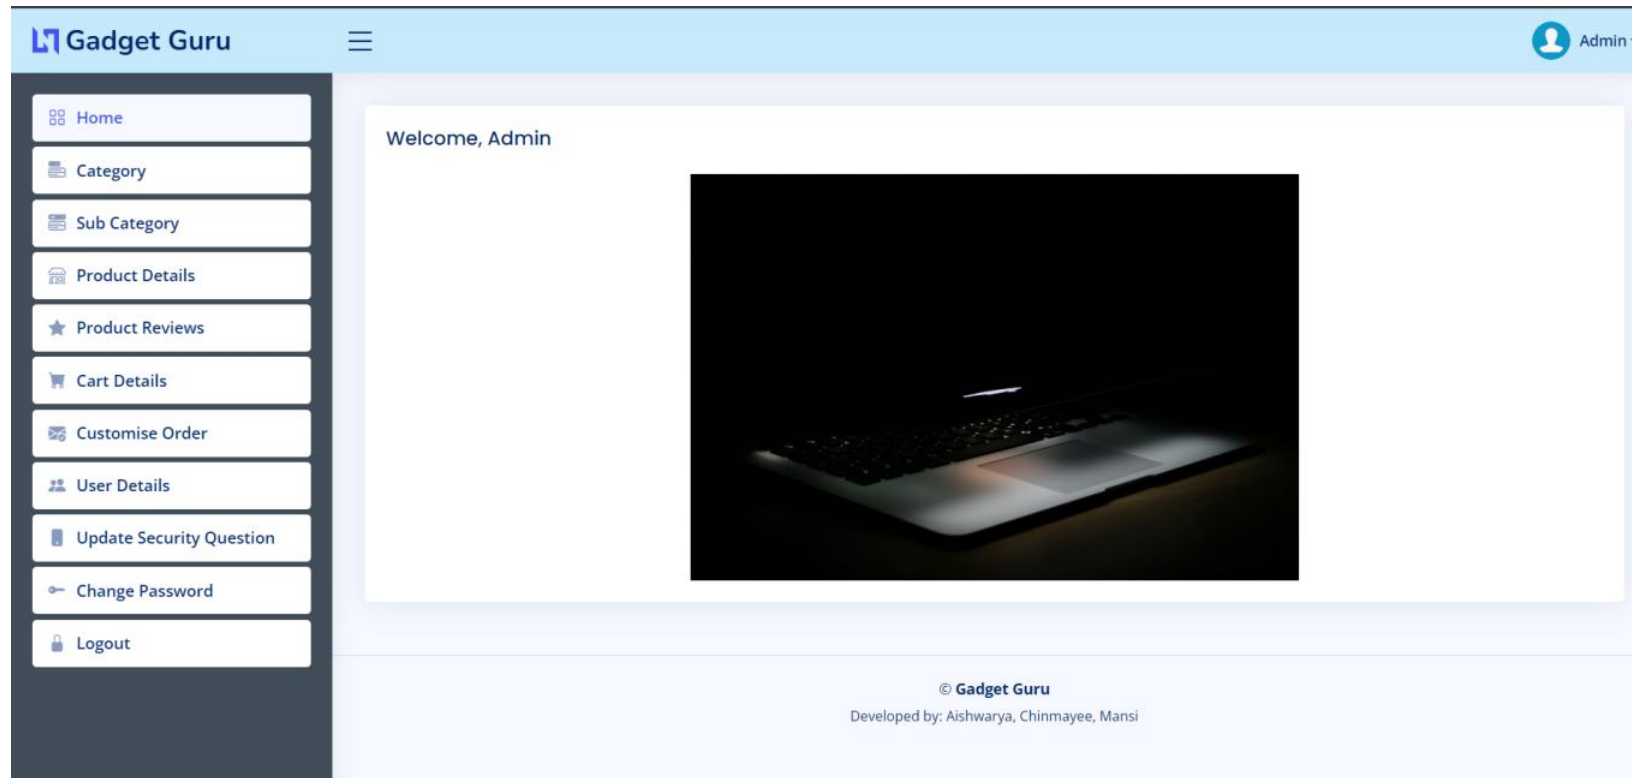 Gadget Guru
Admin
Home
Category
Sub Category
Product Details
Product Reviews
Cart Details
Customise Order
User Details
Update Security Question
Change Password
Logout
Welcome, Admin
© Gadget Guru
Developed by: Aishwarya, Chinmayee, Mansi